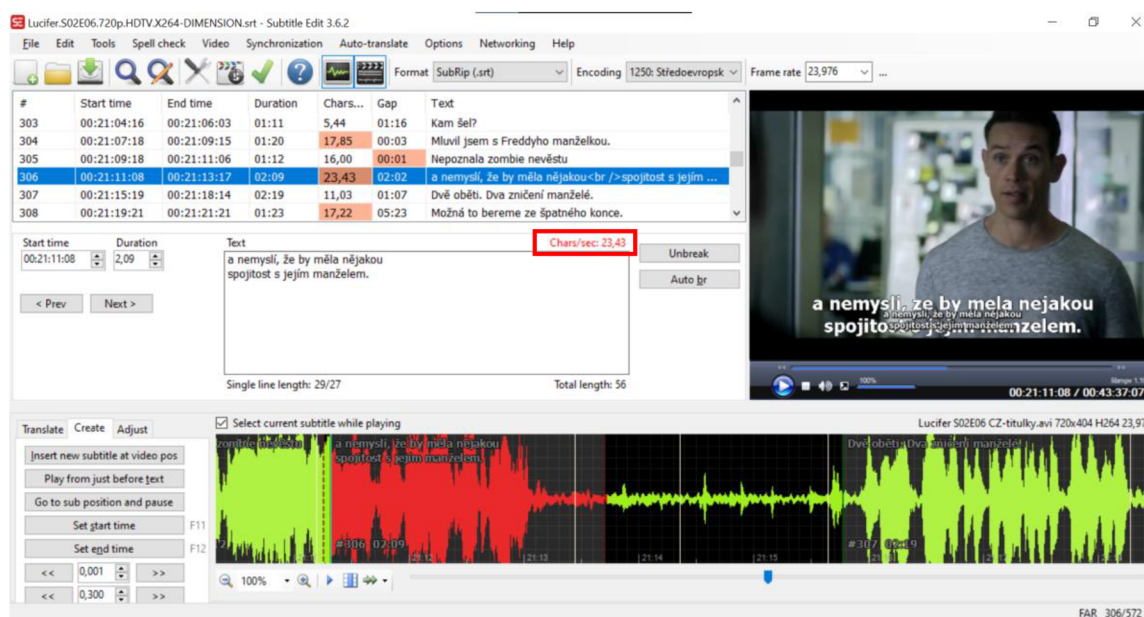 Lucifer.S02E06.720p.HDTV.X264-DIMENSION.srt - Subtitle Edit 3.6.2
File Edit Tools Spell check Video Synchronization Auto-translate Options Networking Help
Format SubRip (.srt) Encoding 1250: Středoevropsk Frame rate 23,976 ...
# Start time End time Duration Chars... Gap Text
303 00:21:04:16 00:21:06:03 01:11 5,44 01:16 Kam šel?
304 00:21:07:18 00:21:09:15 01:20 17,85 00:03 Mluvil jsem s Freddyho manželkou.
305 00:21:09:18 00:21:11:06 01:12 16,00 00:01 Nepoznala zombie nevěstu
306 00:21:11:08 00:21:13:17 02:09 23,43 02:02 a nemyslí, že by měla nějakou<br />spojitost s jejím ...
307 00:21:15:19 00:21:18:14 02:19 11,03 01:07 Dvě oběti. Dva zničení manželé.
308 00:21:19:21 00:21:21:21 01:23 17,22 05:23 Možná to bereme ze špatného konce.
Start time Duration Text Chars/sec: 23,43
00:21:11:08 2,09
a nemyslí, že by měla nějakou
spojitost s jejím manželem.
Unbreak
Auto br
< Prev Next >
Single line length: 29/27 Total length: 56
a nemysli, ze by mela nejakou
a nemyslí, že by měla nějakou
spojitost s jejím manželem.
100%
00:21:11:08 / 00:43:37:07
Translate Create Adjust
Select current subtitle while playing
Lucifer S02E06 CZ-titulky.avi 720x404 H264 23,97
Insert new subtitle at video pos
Play from just before text
Go to sub position and pause
Set start time F11
Set end time F12
<< 0,001 >>
<< 0,300 >>
zombie nevěstu
a nemyslí, že by měla nějakou
spojitost s jejím manželem.
Dvě oběti. Dva zničení manželé.
#306 02:09
#307 02:19
21:12
21:13
21:14
21:15
100%
FAR 306/572